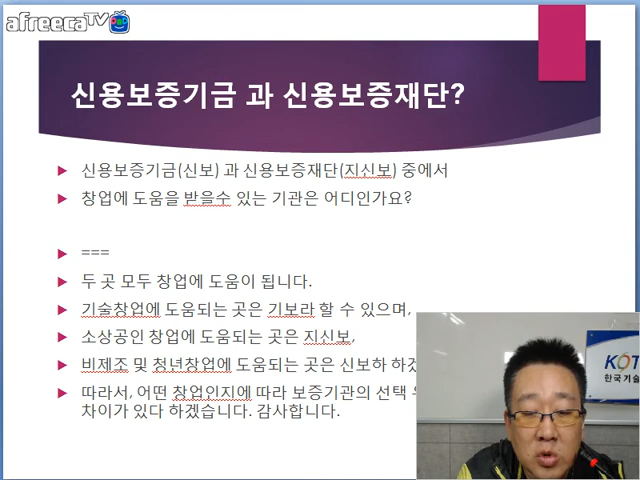 afreecaTV
신용보증기금 과 신용보증재단?
신용보증기금(신보) 과 신용보증재단(지신보) 중에서
창업에 도움을 받을수 있는 기관은 어디인가요?
===
두 곳 모두 창업에 도움이 됩니다.
기술창업에 도움되는 곳은 기보라 할 수 있으며,
소상공인 창업에 도움되는 곳은 지신보,
비제조 및 청년창업에 도움되는 곳은 신보하 하겠
따라서, 어떤 창업인지에 따라 보증기관의 선택
차이가 있다 하겠습니다. 감사합니다.
KOT
한국기술